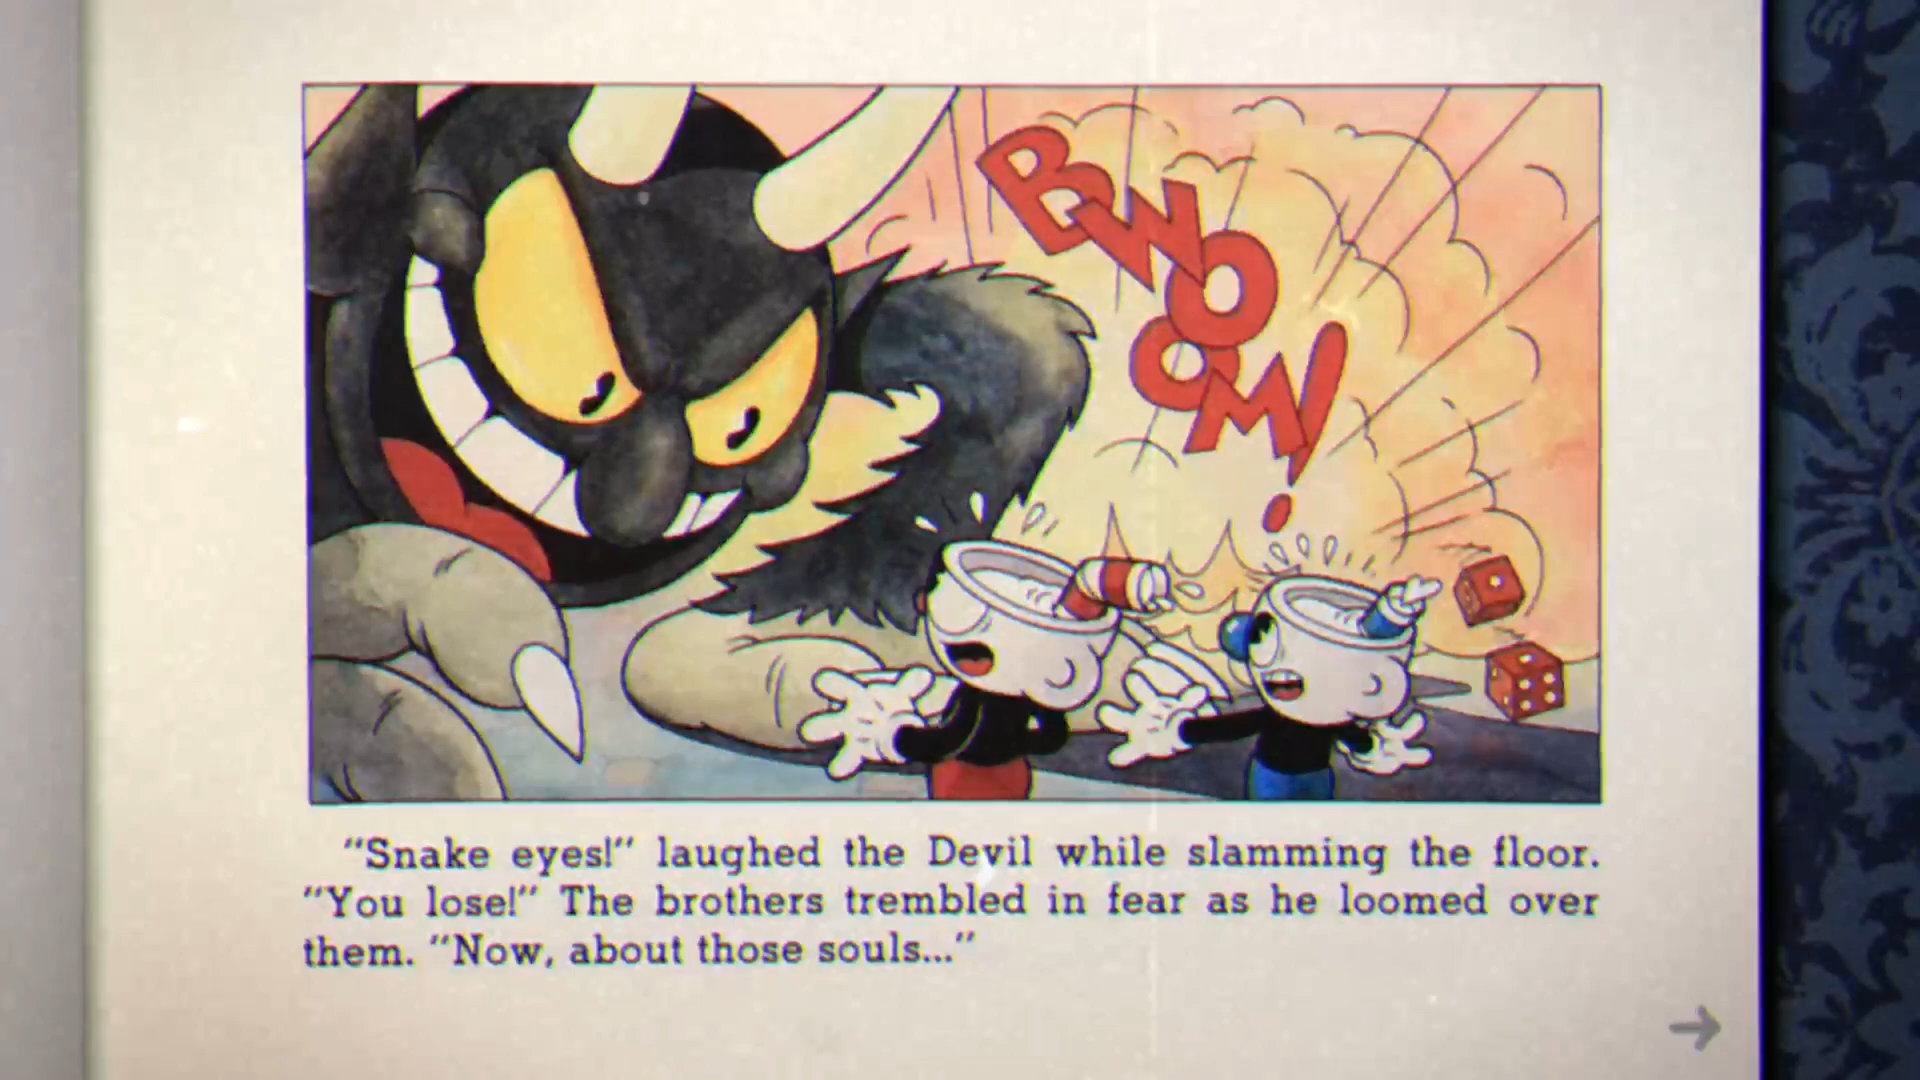 BWOOM!
“Snake eyes!” laughed the Devil while slamming the floor.
“You lose!” The brothers trembled in fear as he loomed over
them. “Now, about those souls...”